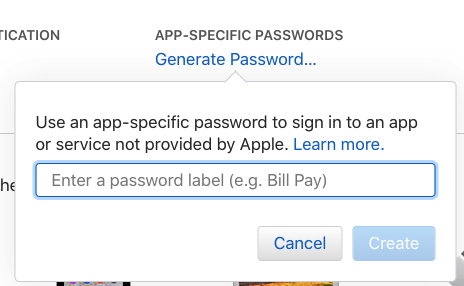 TICATION
APP-SPECIFIC PASSWORDS
Generate Password...
Use an app-specific password to sign in to an app
or service not provided by Apple. Learn more.
he
Enter a password label (e.g. Bill Pay)
Cancel
Create